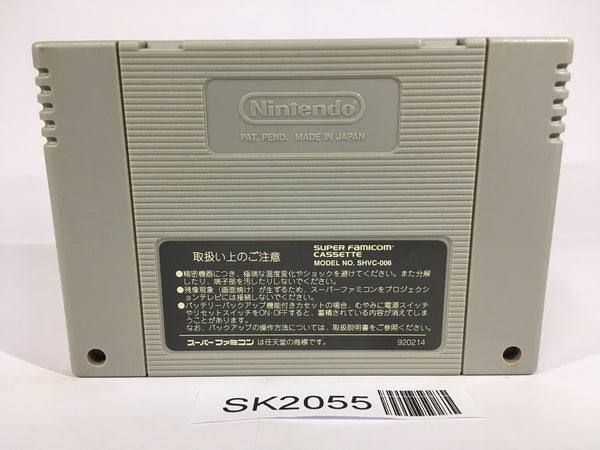 Nintendo
PAT. PEND. MADE IN JAPAN
取扱い上のご注意
SUPER FAMICOM
CASSETTE
MODEL NO. SHVC-006
●精密機器につき、極端な温度変化やショックを避けてください。また分解
したり、端子部を汚したりしないでください。
●残像現象（画面焼け）が生ずるため、スーパーファミコンをプロジェクシ
ョンテレビには接続しないでください。
●バッテリーバックアップ機能付きカセットの場合、むやみに電源スイッチ
やリセットスイッチをON・OFFすると、蓄積されている内容が消えてしま
うことがあります。
なお、バックアップの操作方法については、取扱説明書をご参照ください。
スーパーファミコン は任天堂の商標です。
920214
SK2055